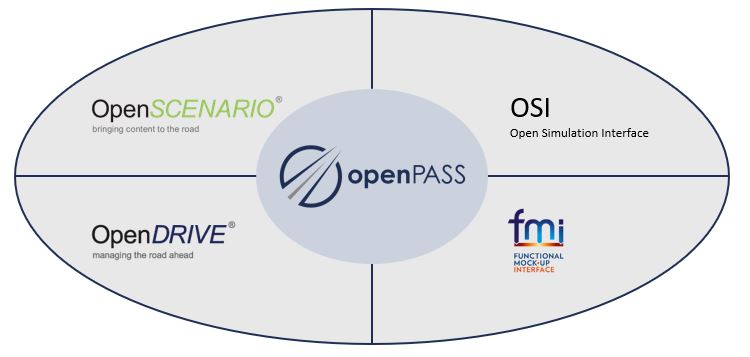 OpenSCENARIO®
bringing content to the road
OSI
Open Simulation Interface
openPASS
OpenDRIVE®
managing the road ahead
fmi
FUNCTIONAL
MOCK-UP
INTERFACE